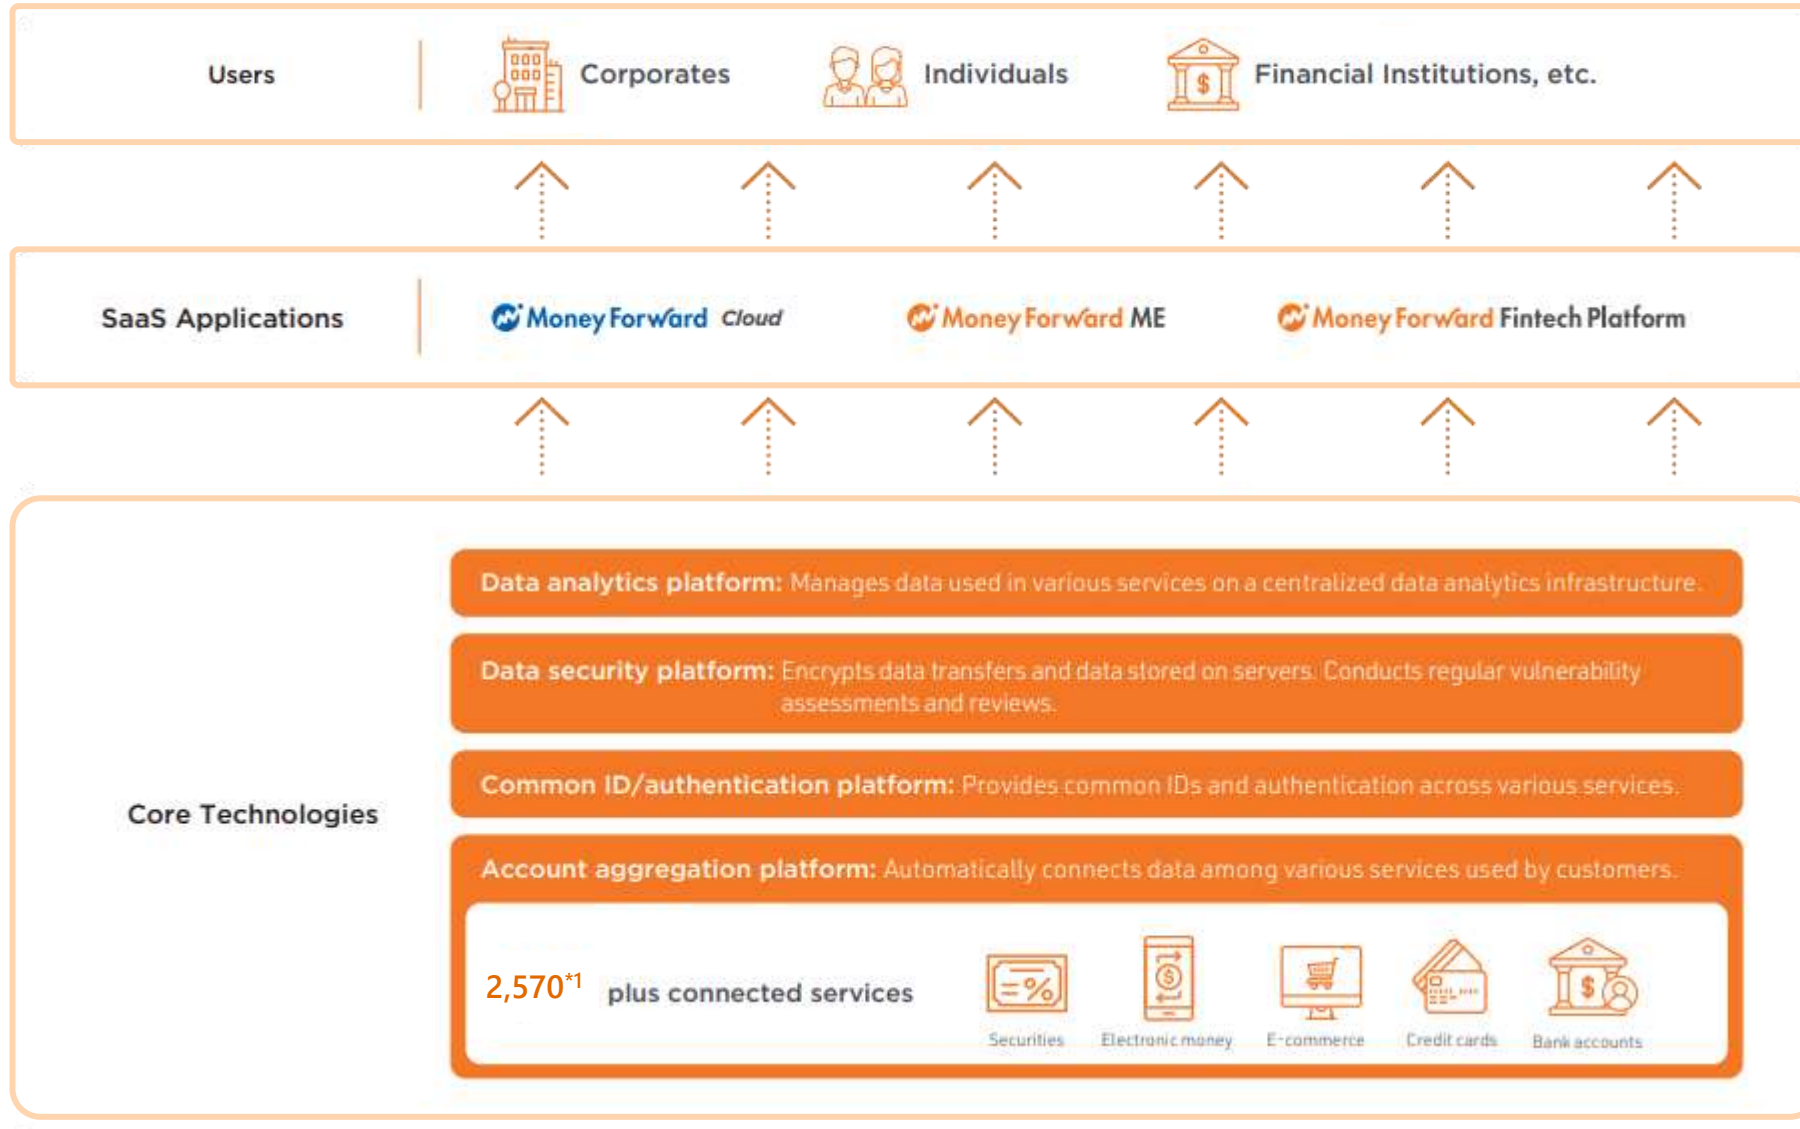 Users
Corporates
Individuals
Financial Institutions, etc.
SaaS Applications
Money Forward Cloud
Money Forward ME
Money Forward Fintech Platform
Core Technologies
Data analytics platform: Manages data used in various services on a centralized data analytics infrastructure.
Data security platform: Encrypts data transfers and data stored on servers. Conducts regular vulnerability
assessments and reviews.
Common ID/authentication platform: Provides common IDs and authentication across various services.
Account aggregation platform: Automatically connects data among various services used by customers.
2,570*1 plus connected services
Securities
Electronic money
E-commerce
Credit cards
Bank accounts